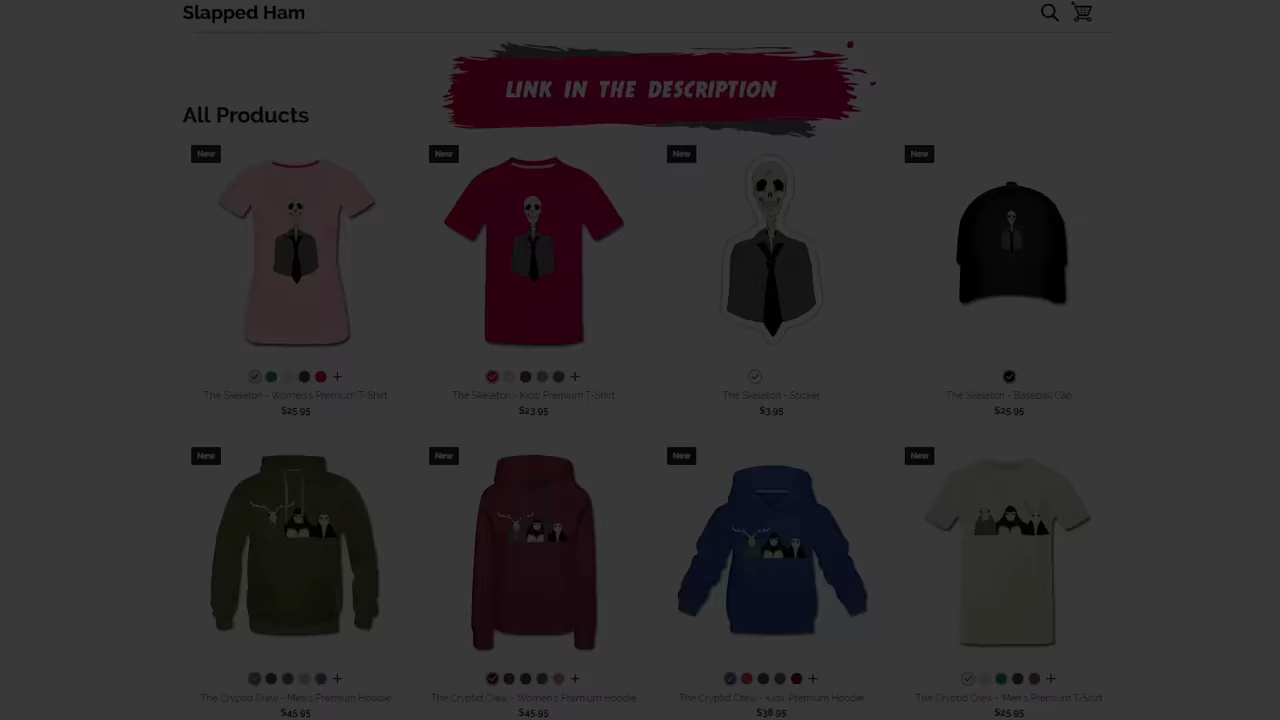 Slapped Ham
LINK IN THE DESCRIPTION
All Products
New
New
New
New
The Skeleton - Women's Premium T-Shirt
$25.95
The Skeleton - Kids' Premium T-Shirt
$23.95
The Skeleton - Sticker
$3.95
The Skeleton - Baseball Cap
$25.95
New
New
New
New
The Cryptid Crew - Men's Premium Hoodie
$45.95
The Cryptid Crew - Women's Premium Hoodie
$45.95
The Cryptid Crew - Kids' Premium Hoodie
$36.95
The Cryptid Crew - Men's Premium T-Shirt
$25.95